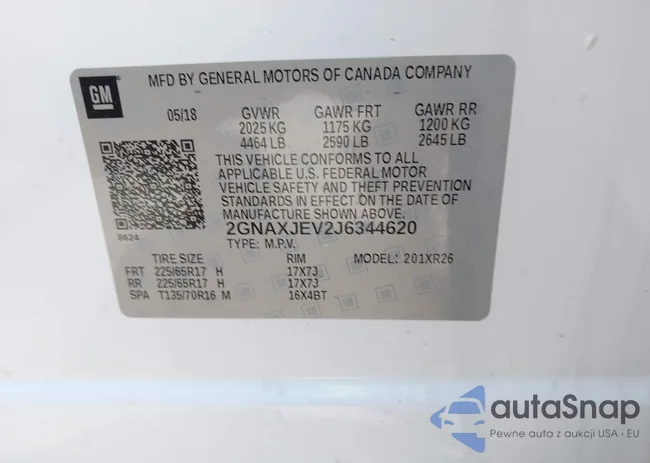 GM
MFD BY GENERAL MOTORS OF CANADA COMPANY
05/18 GVWR GAWR FRT GAWR RR
2025 KG 1175 KG 1200 KG
4464 LB 2590 LB 2645 LB
THIS VEHICLE CONFORMS TO ALL
APPLICABLE U.S. FEDERAL MOTOR
VEHICLE SAFETY AND THEFT PREVENTION
STANDARDS IN EFFECT ON THE DATE OF
MANUFACTURE SHOWN ABOVE.
8624
2GNAXJEV2J6344620
TYPE: M.P.V.
TIRE SIZE RIM MODEL: 201XR26
FRT 225/65R17 H 17X7J
RR 225/65R17 H 17X7J
SPA T135/70R16 M 16X4BT
autaSnap
Pewne auta z aukcji USA i EU